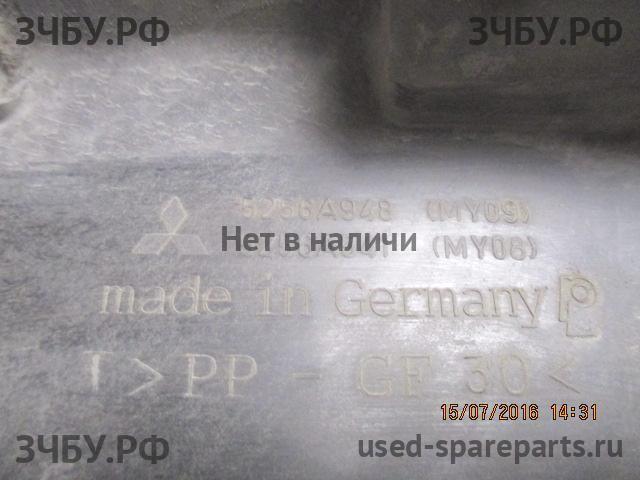 ЗЧБУ.РФ ЗЧБУ.РФ
5256A948 (MY09)
Нет в наличи
(MY08)
made in Germany
T >PP - GF 30<
15/07/2016 14:31
ЗЧБУ.РФ used-spareparts.ru